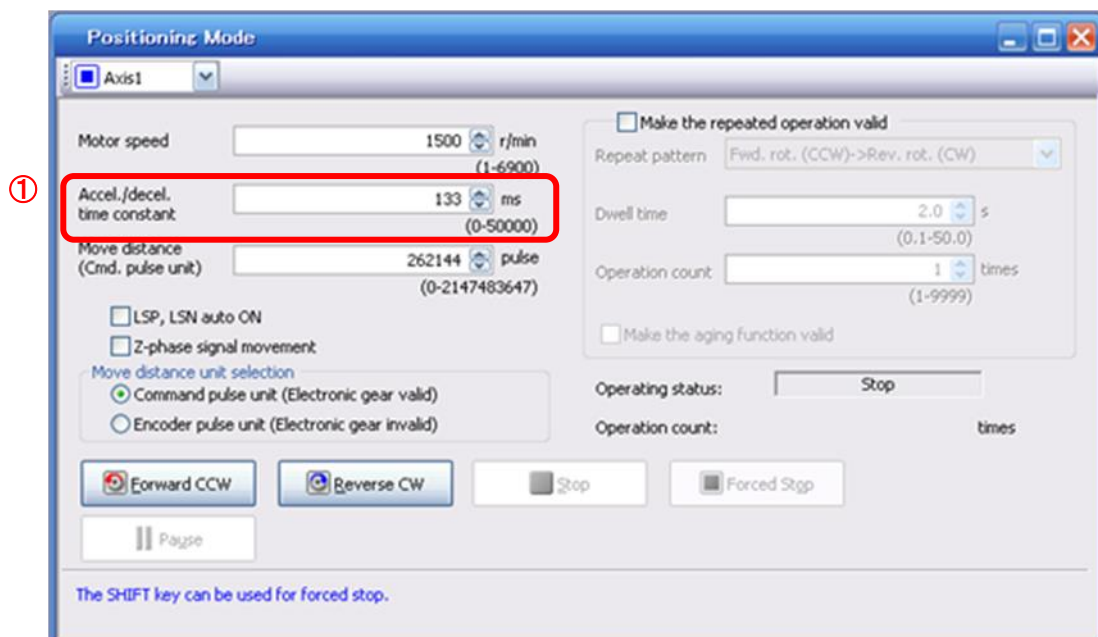 Positioning Mode
Axis1
①
Motor speed 1500 r/min
(1-6900)
Accel./decel.
time constant 133 ms
(0-50000)
Move distance
(Cmd. pulse unit) 262144 pulse
(0-2147483647)
LSP, LSN auto ON
Z-phase signal movement
Move distance unit selection
Command pulse unit (Electronic gear valid)
Encoder pulse unit (Electronic gear invalid)
Make the repeated operation valid
Repeat pattern Fwd. rot. (CCW)->Rev. rot. (CW)
Dwell time 2.0 s
(0.1-50.0)
Operation count 1 times
(1-9999)
Make the aging function valid
Operating status: Stop
Operation count: times
Forward CCW
Reverse CW
Stop
Forced Stop
Pause
The SHIFT key can be used for forced stop.